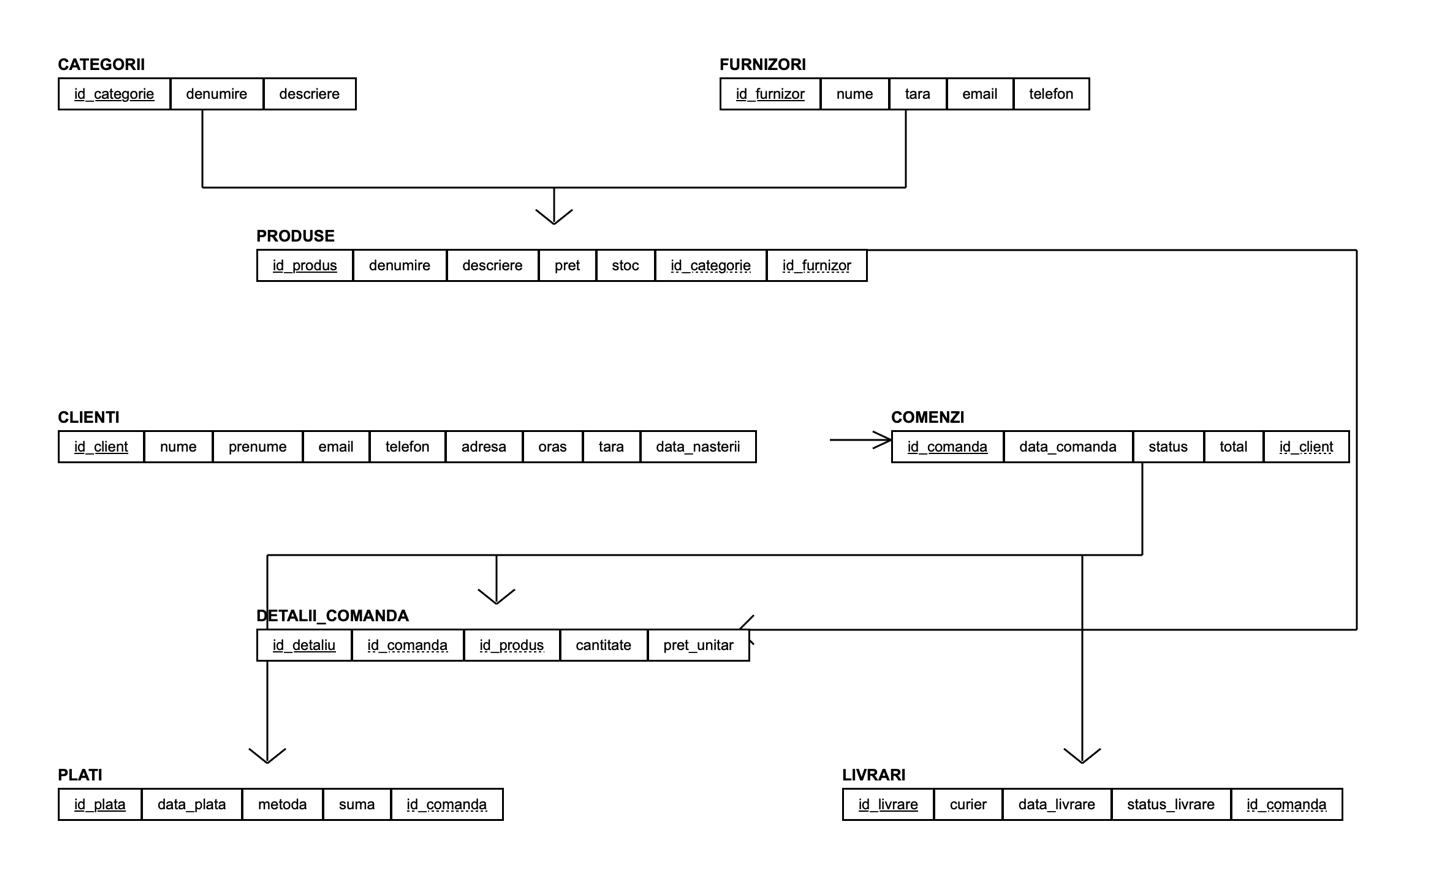 CATEGORII
id_categorie denumire descriere
FURNIZORI
id_furnizor nume tara email telefon
PRODUSE
id_produs denumire descriere pret stoc id_categorie id_furnizor
CLIENTI
id_client nume prenume email telefon adresa oras tara data_nasterii
COMENZI
id_comanda data_comanda status total id_client
DETALII_COMANDA
id_detaliu id_comanda id_produs cantitate pret_unitar
PLATI
id_plata data_plata metoda suma id_comanda
LIVRARI
id_livrare curier data_livrare status_livrare id_comanda